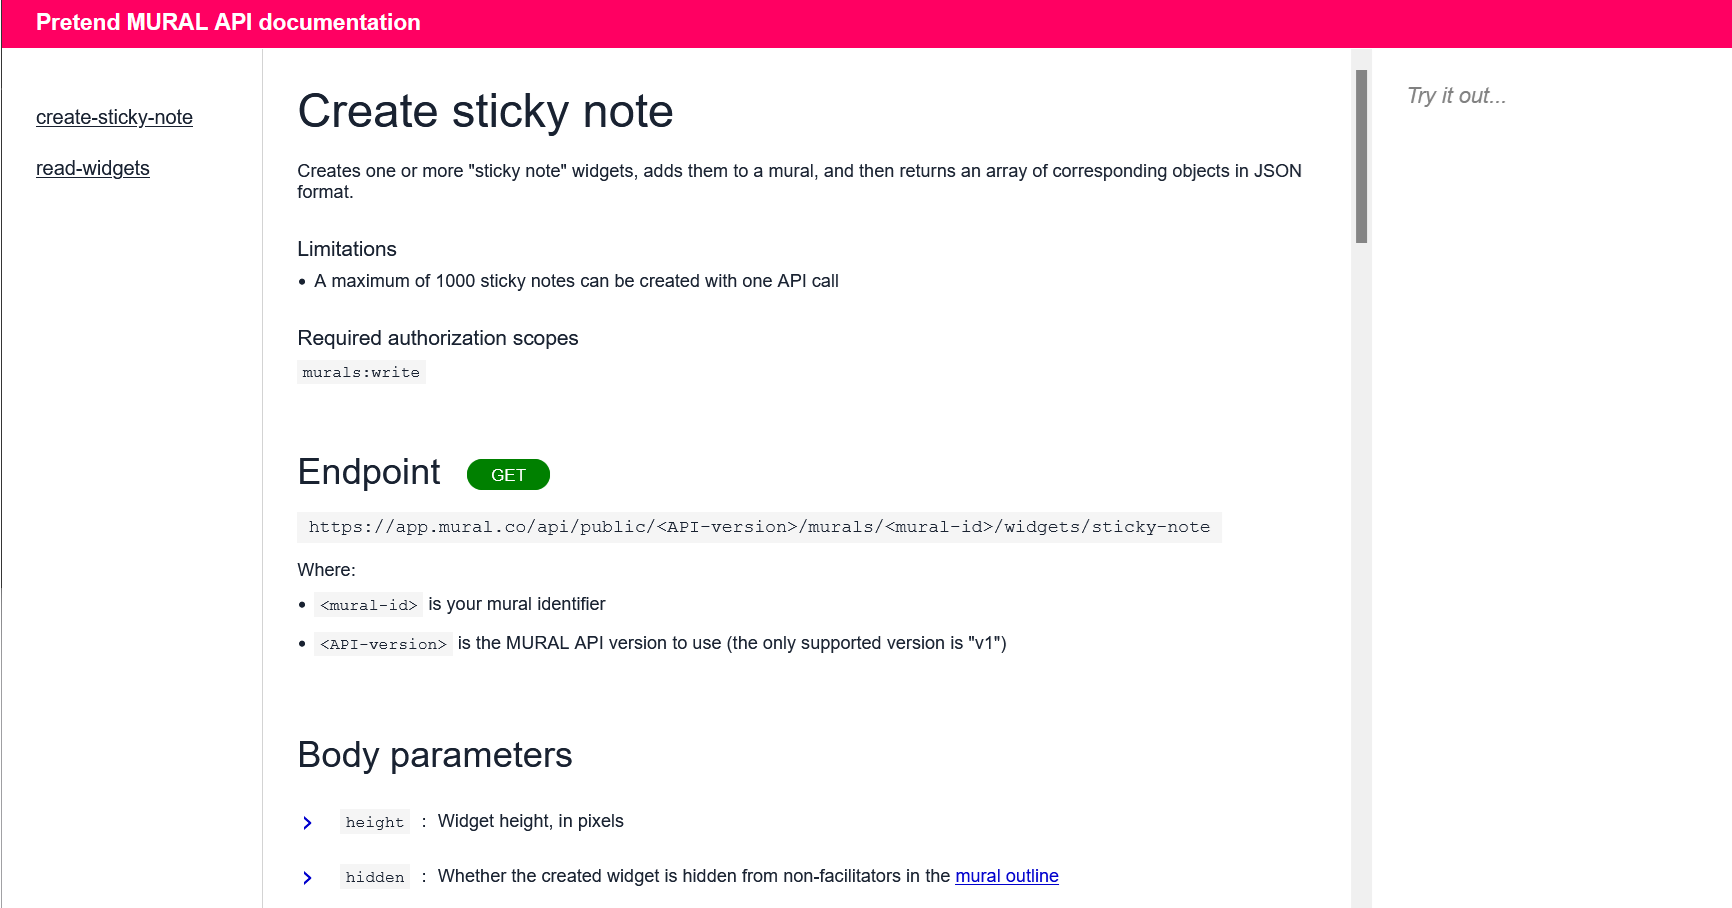 Pretend MURAL API documentation
create-sticky-note
read-widgets
Create sticky note
Creates one or more "sticky note" widgets, adds them to a mural, and then returns an array of corresponding objects in JSON
format.
Limitations
• A maximum of 1000 sticky notes can be created with one API call
Required authorization scopes
murals:write
Endpoint GET
https://app.mural.co/api/public/<API-version>/murals/<mural-id>/widgets/sticky-note
Where:
• <mural-id> is your mural identifier
• <API-version> is the MURAL API version to use (the only supported version is "v1")
Body parameters
> height : Widget height, in pixels
> hidden : Whether the created widget is hidden from non-facilitators in the mural outline
Try it out...